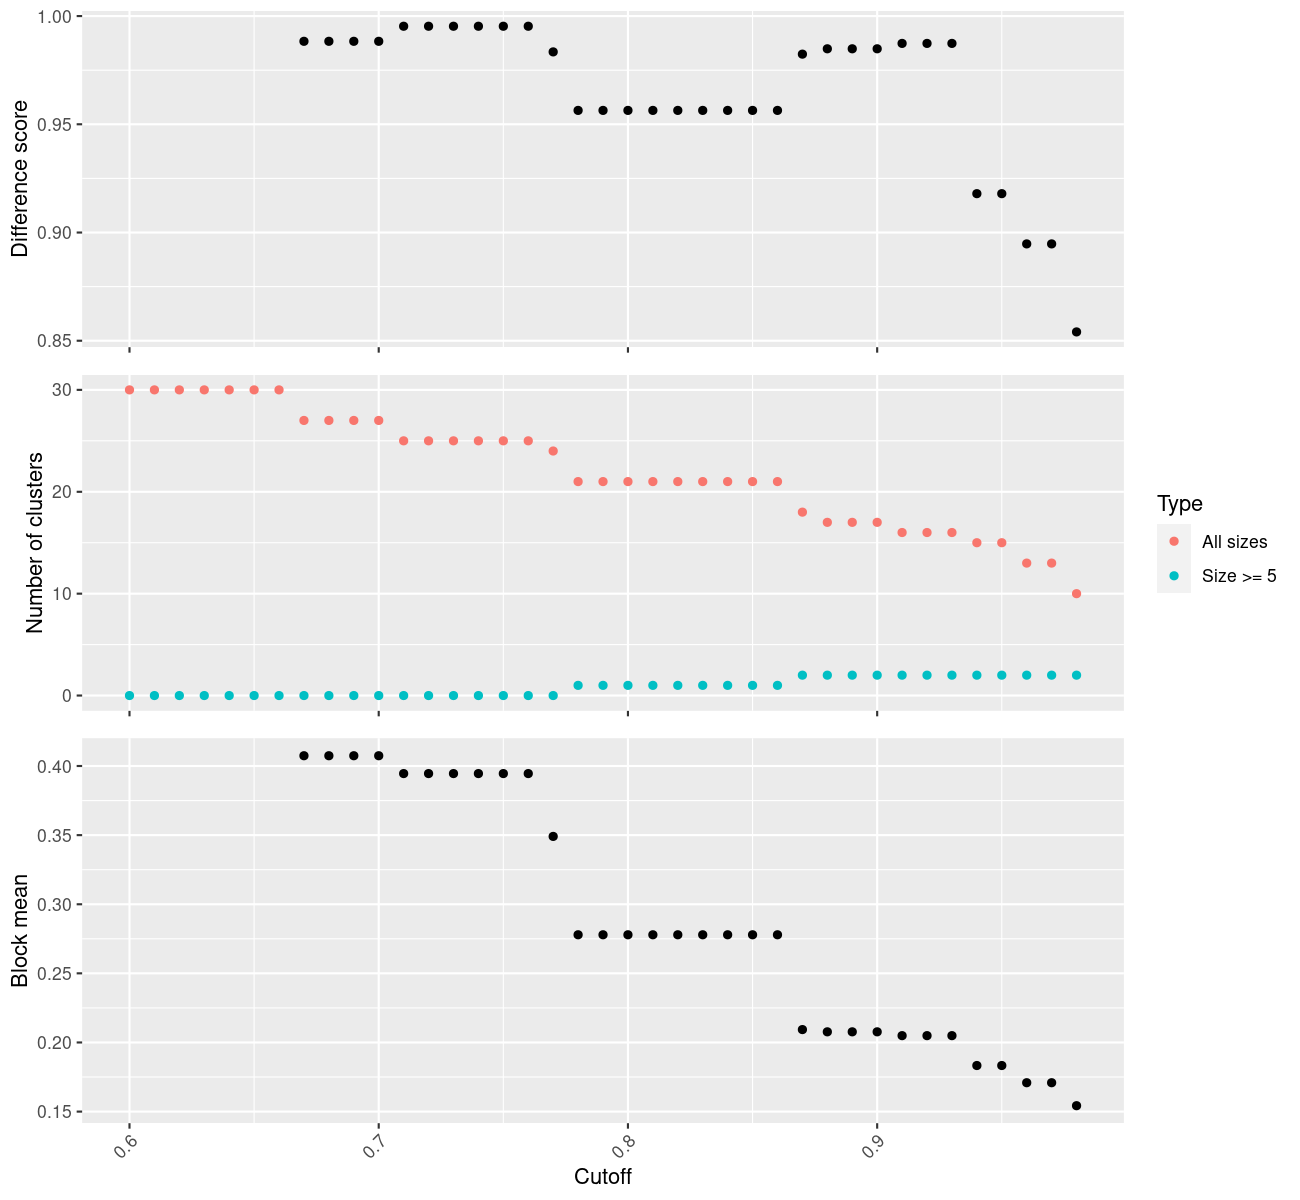 Difference score
1.00
0.95
0.90
0.85
Number of clusters
30
20
10
0
Block mean
0.40
0.35
0.30
0.25
0.20
0.15
0.6
0.7
0.8
0.9
Cutoff
Type
All sizes
Size >= 5